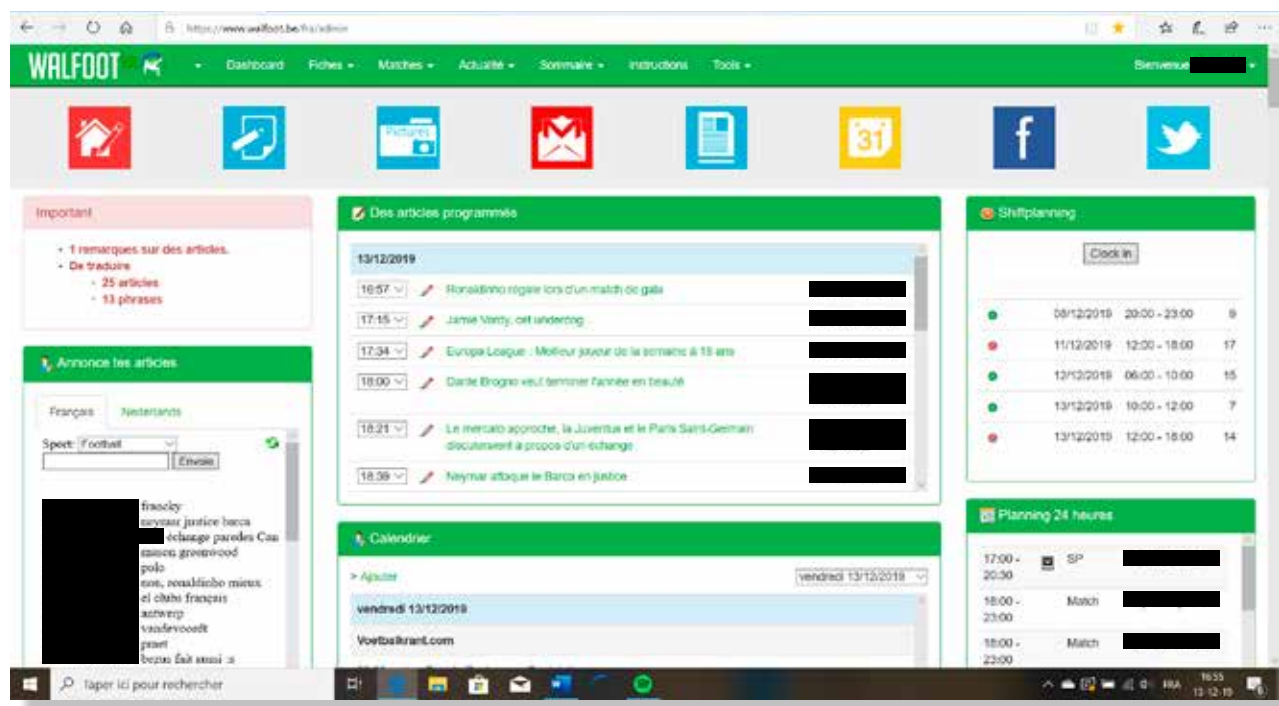 https://www.walfoot.be/fra/admin
WALFOOT
Dashboard Fiches Matches Actualité Sommaire Instructions Tools Bienvenue
Pictures
31
f
Important
1 remarques sur des articles.
De traduire
25 articles
13 phrases
Annonce tes articles
Français Nederlands
Sport: Football
Envoie
francky
neymar justice barca
échange paredes Can
mason greenwood
polo
non, ronaldinho mieux
el clubs français
antwerp
vandevoordt
praet
bezus fait aussi :s
Des articles programmés
13/12/2019
16:57 Ronaldinho régale lors d'un match de gala
17:15 Jamie Vardy, cet underdog
17:34 Europa League : Meilleur joueur de la semaine à 18 ans
18:00 Dante Brogno veut terminer l'année en beauté
18:21 Le mercato approche, la Juventus et le Paris Saint-Germain
discuteraient à propos d'un échange
18:39 Neymar attaque le Barca en justice
Calendrier
> Ajouter vendredi 13/12/2019
vendredi 13/12/2019
Voetbalkrant.com
Shiftplanning
Clock in
08/12/2019 20:00 - 23:00 9
11/12/2019 12:00 - 18:00 17
12/12/2019 06:00 - 10:00 15
13/12/2019 10:00 - 12:00 7
13/12/2019 12:00 - 18:00 14
Planning 24 heures
17:00 - 20:30 SP
18:00 - 23:00 Match
18:00 - 23:00 Match
Taper ici pour rechercher
FRA
16:55
13-12-19